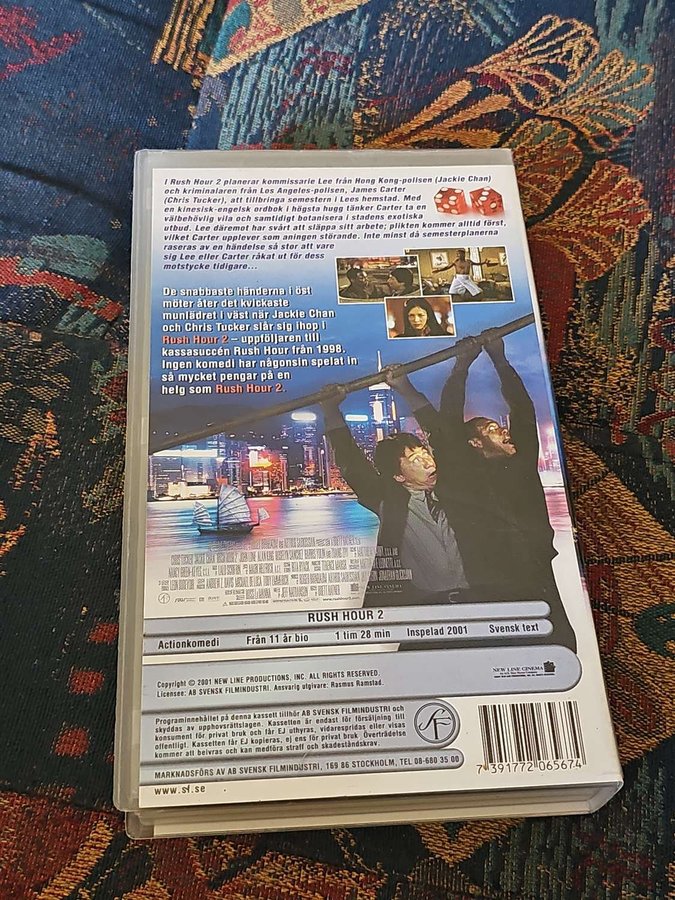 I Rush Hour 2 planerar kommissarie Lee från Hong Kong-polisen (Jackie Chan)
och kriminalaren från Los Angeles-polisen, James Carter
(Chris Tucker), att tillbringa semestern i Lees hemstad. Med
en kinesisk-engelsk ordbok i högsta hugg tänker Carter ta en
välbehövlig vila och samtidigt botanisera i stadens exotiska
utbud. Lee däremot har svårt att släppa sitt arbete; plikten kommer alltid först,
vilket Carter upplever som aningen störande. Inte minst då semesterplanerna
raseras av en händelse så stor att vare
sig Lee eller Carter råkat ut för dess
motstycke tidigare...
De snabbaste händerna i öst
möter åter det kvickaste
munlädret i väst när Jackie Chan
och Chris Tucker slår sig ihop i
Rush Hour 2 – uppföljaren till
kassasuccén Rush Hour från 1998.
Ingen komedi har någonsin spelat in
så mycket pengar på en
helg som Rush Hour 2.
RUSH HOUR 2
Actionkomedi Från 11 år bio 1 tim 28 min Inspelad 2001 Svensk text
Copyright © 2001 NEW LINE PRODUCTIONS, INC. ALL RIGHTS RESERVED.
Licensee: AB SVENSK FILMINDUSTRI. Ansvarig utgivare: Rasmus Ramstad.
NEW LINE CINEMA
Programinnehållet på denna kassett tillhör AB SVENSK FILMINDUSTRI och
skyddas av upphovsrättslagen. Kassetten är endast för försäljning till
konsument för privat bruk och får EJ uthyras, vidarespridas eller visas
offentligt. Kassetten får EJ kopieras, ej ens för privat bruk. Överträdelse
kommer att beivras och kan medföra straff och skadeståndskrav.
SF
MARKNADSFÖRS AV AB SVENSK FILMINDUSTRI, 169 86 STOCKHOLM, TEL 08-680 35 00
7 391772 065674
www.sf.se